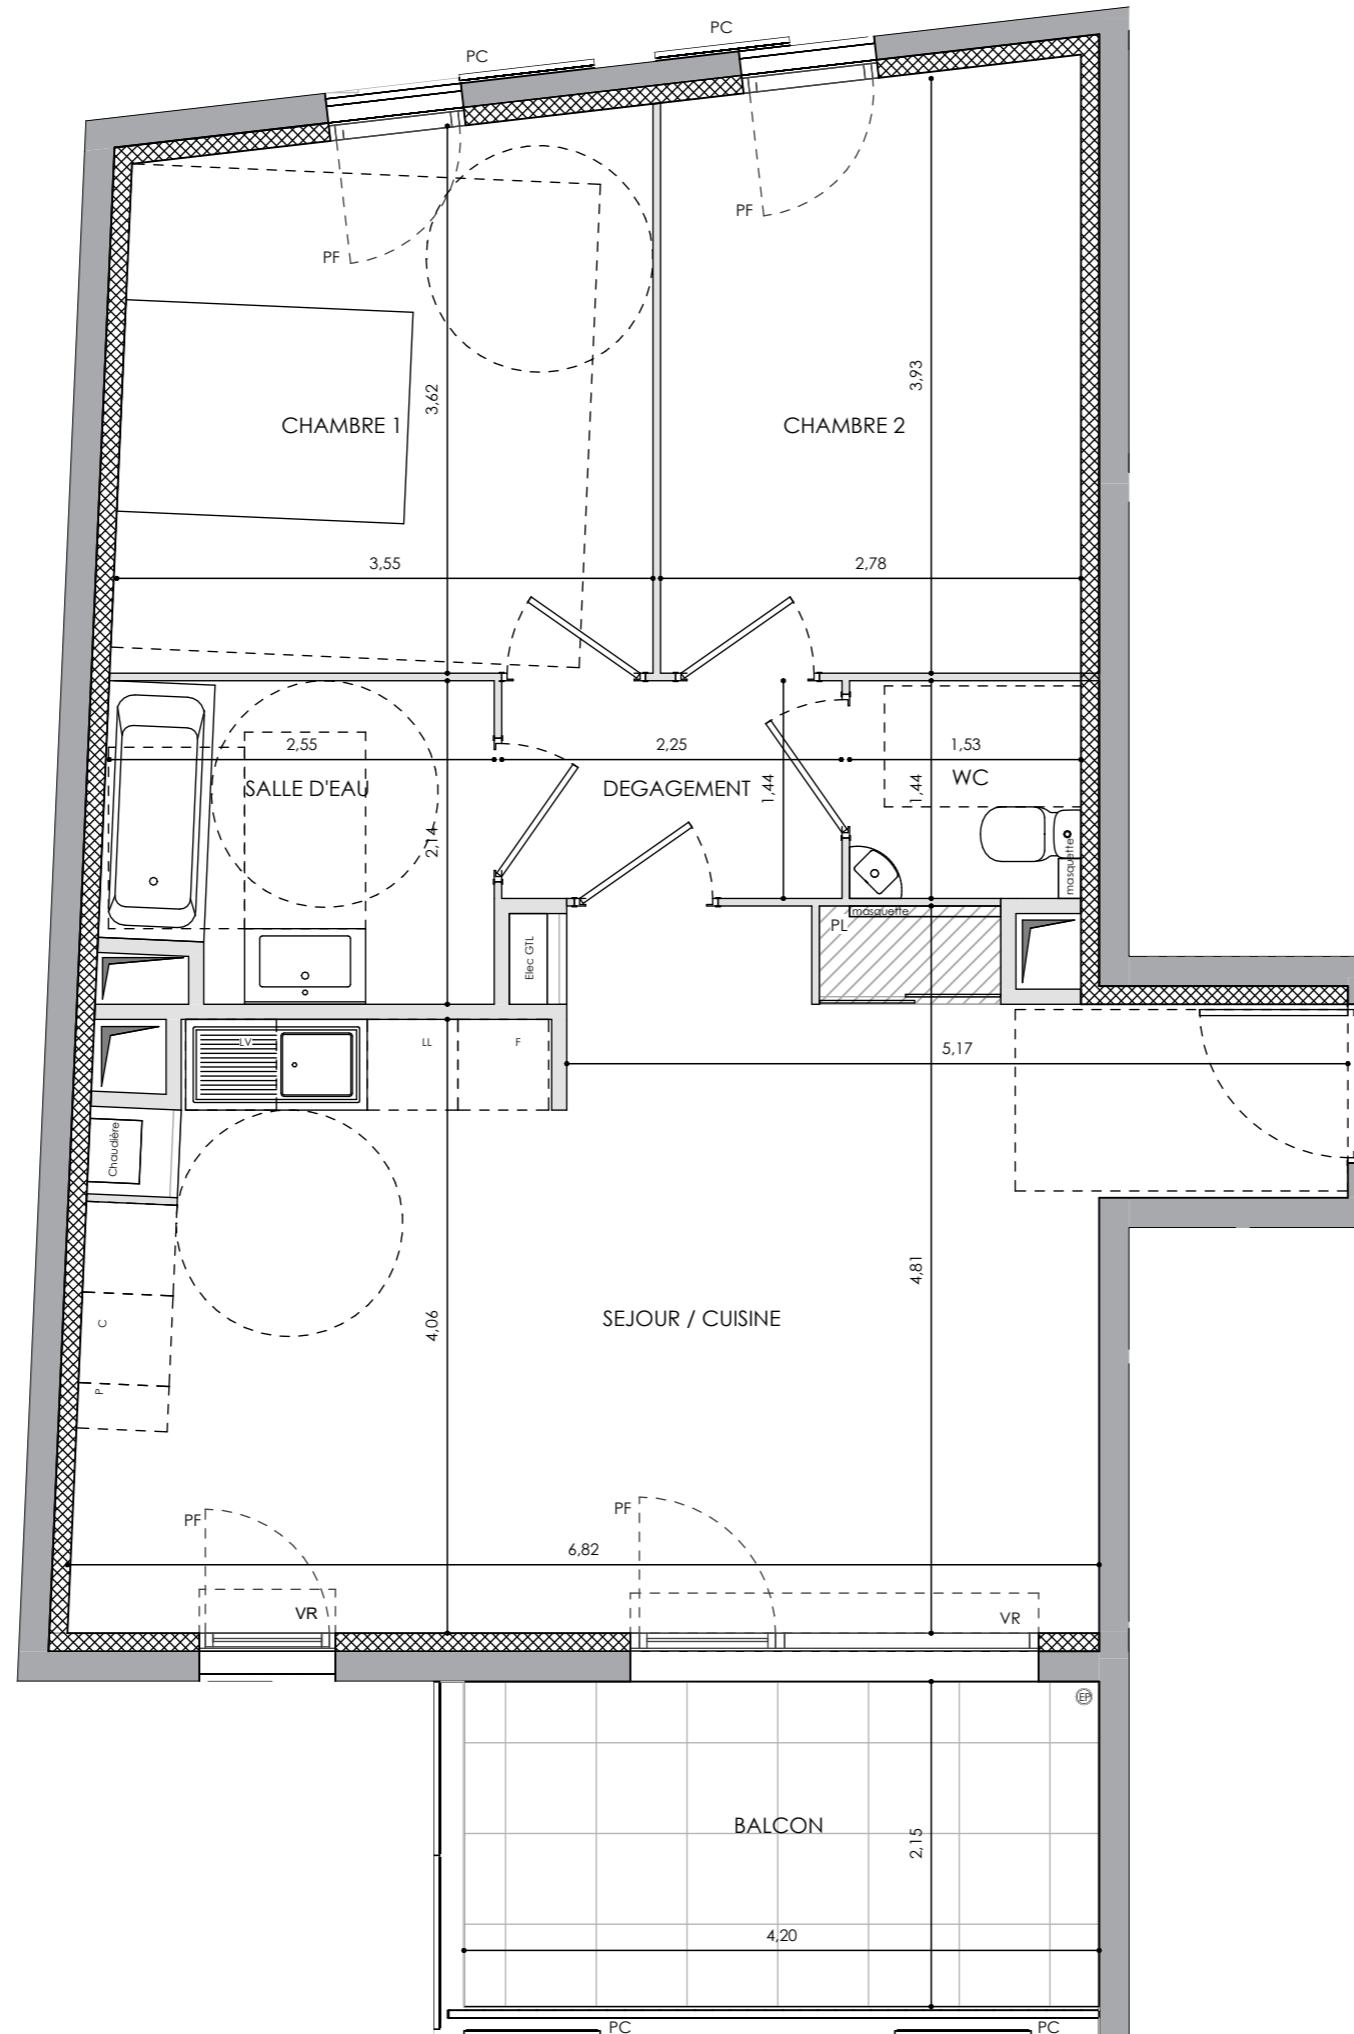 PC
PC
PF
PF
3,62
3,93
CHAMBRE 1
CHAMBRE 2
3,55
2,78
2,55
2,25
1,53
SALLE D'EAU
DEGAGEMENT
WC
1,44
1,44
2,14
masquette
masquette
PL
Elec GTL
LV
LL
F
5,17
Chaudière
4,81
4,06
SEJOUR / CUISINE
C
P
PF
PF
6,82
VR
VR
EP
BALCON
2,15
4,20
PC
PC